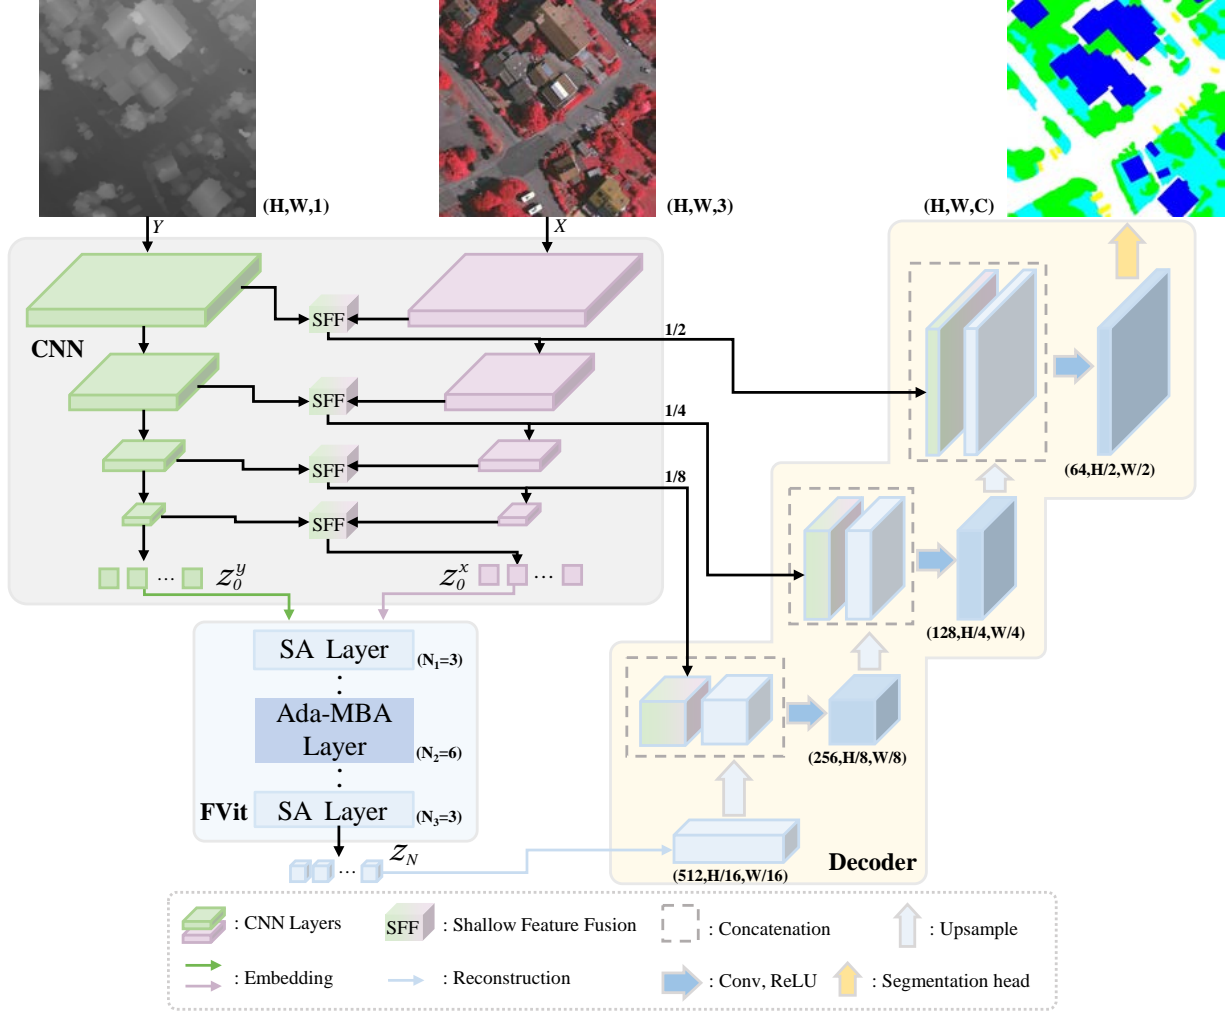 (H,W,1)
(H,W,3)
(H,W,C)
Y
X
SFF
CNN
1/2
SFF
1/4
SFF
1/8
SFF
... z_0^y
z_0^x ...
(64,H/2,W/2)
(128,H/4,W/4)
(256,H/8,W/8)
SA Layer (N₁=3)
Ada-MBA
Layer (N₂=6)
SA Layer (N₃=3)
FVit
... z_N
(512,H/16,W/16)
Decoder
: CNN Layers
SFF : Shallow Feature Fusion
: Concatenation
: Upsample
: Embedding
: Reconstruction
: Conv, ReLU
: Segmentation head